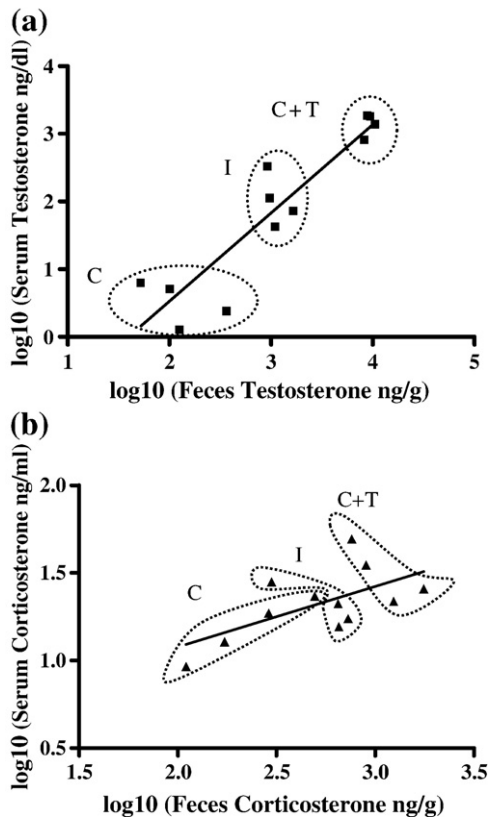 (a)
4
3
2
1
0
1
2
3
4
5
C+T
I
C
log10 (Serum Testosterone ng/dl)
log10 (Feces Testosterone ng/g)
(b)
2.0
1.5
1.0
0.5
1.5
2.0
2.5
3.0
3.5
C+T
I
C
log10 (Serum Corticosterone ng/ml)
log10 (Feces Corticosterone ng/g)